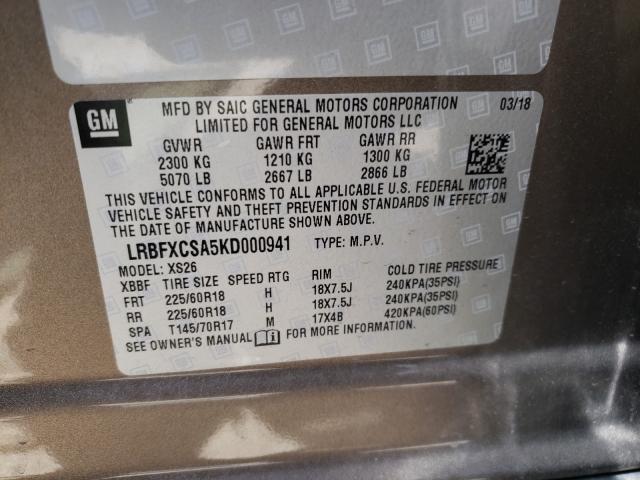 GM
MFD BY SAIC GENERAL MOTORS CORPORATION 03/18
LIMITED FOR GENERAL MOTORS LLC
GVWR GAWR FRT GAWR RR
2300 KG 1210 KG 1300 KG
5070 LB 2667 LB 2866 LB
THIS VEHICLE CONFORMS TO ALL APPLICABLE U.S. FEDERAL MOTOR
VEHICLE SAFETY AND THEFT PREVENTION STANDARDS IN EFFECT ON
THE DATE OF MANUFACTURE SHOWN ABOVE.
LRBFXCSA5KD000941 TYPE: M.P.V.
MODEL: XS26
XBBF TIRE SIZE SPEED RTG RIM COLD TIRE PRESSURE
FRT 225/60R18 H 18X7.5J 240KPA(35PSI)
RR 225/60R18 H 18X7.5J 240KPA(35PSI)
SPA T145/70R17 M 17X4B 420KPA(60PSI)
SEE OWNER'S MANUAL FOR MORE INFORMATION.